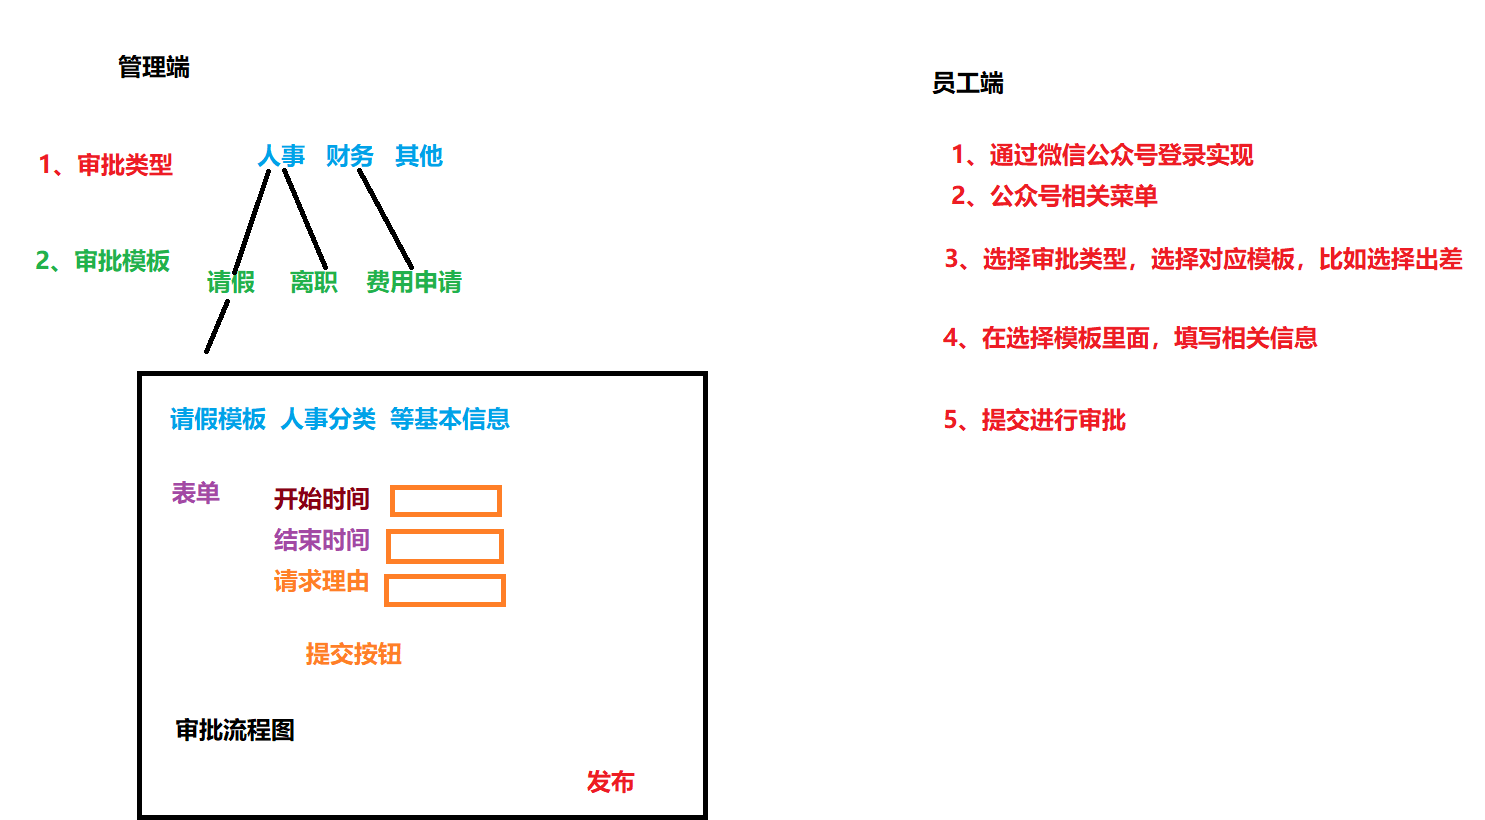 管理端
1、审批类型
人事 财务 其他
2、审批模板
请假 离职 费用申请
请假模板 人事分类 等基本信息
表单
开始时间
结束时间
请求理由
提交按钮
审批流程图
发布
员工端
1、通过微信公众号登录实现
2、公众号相关菜单
3、选择审批类型，选择对应模板，比如选择出差
4、在选择模板里面，填写相关信息
5、提交进行审批